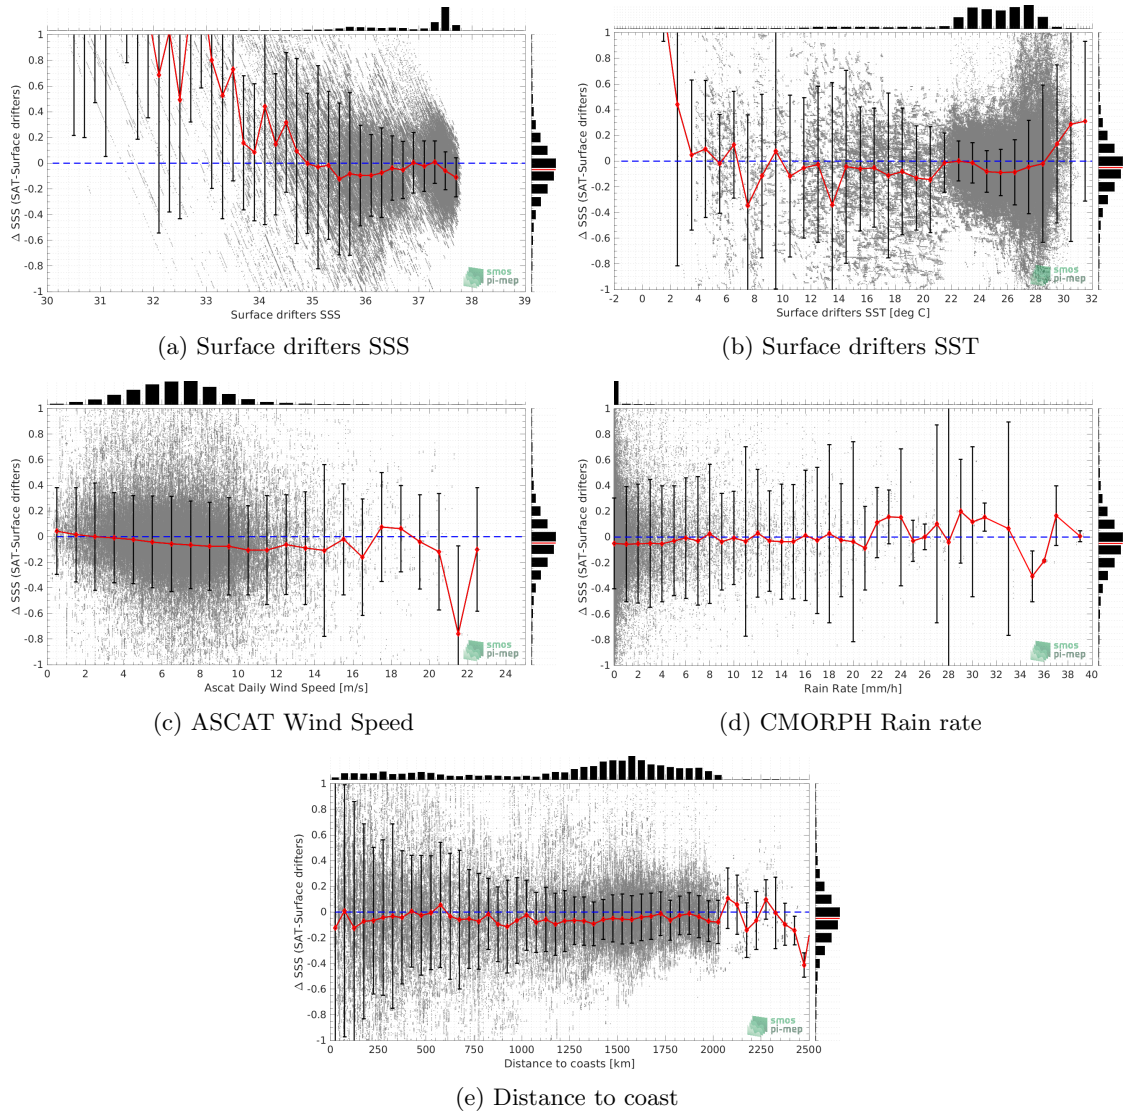 1
0.8
0.6
0.4
0.2
0
-0.2
-0.4
-0.6
-0.8
-1
Δ SSS (SAT-Surface drifters)
30 31 32 33 34 35 36 37 38 39
Surface drifters SSS
smos
pi-mep
(a) Surface drifters SSS
1
0.8
0.6
0.4
0.2
0
-0.2
-0.4
-0.6
-0.8
-1
Δ SSS (SAT-Surface drifters)
-2 0 2 4 6 8 10 12 14 16 18 20 22 24 26 28 30 32
Surface drifters SST [deg C]
smos
pi-mep
(b) Surface drifters SST
1
0.8
0.6
0.4
0.2
0
-0.2
-0.4
-0.6
-0.8
-1
Δ SSS (SAT-Surface drifters)
0 2 4 6 8 10 12 14 16 18 20 22 24
Ascat Daily Wind Speed [m/s]
smos
pi-mep
(c) ASCAT Wind Speed
1
0.8
0.6
0.4
0.2
0
-0.2
-0.4
-0.6
-0.8
-1
Δ SSS (SAT-Surface drifters)
0 2 4 6 8 10 12 14 16 18 20 22 24 26 28 30 32 34 36 38 40
Rain Rate [mm/h]
smos
pi-mep
(d) CMORPH Rain rate
1
0.8
0.6
0.4
0.2
0
-0.2
-0.4
-0.6
-0.8
-1
Δ SSS (SAT-Surface drifters)
0 250 500 750 1000 1250 1500 1750 2000 2250 2500
Distance to coasts [km]
smos
pi-mep
(e) Distance to coast